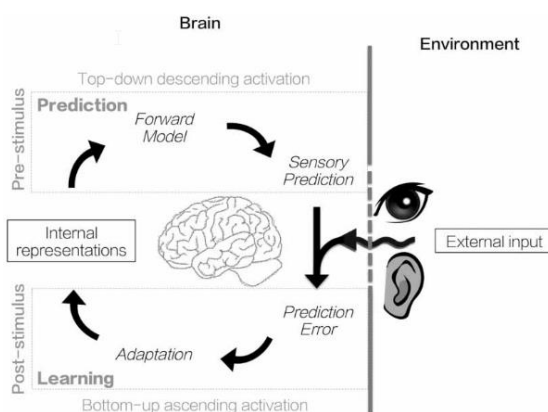 Brain
Environment
Top-down descending activation
Pre-stimulus
Prediction
Forward
Model
Sensory
Prediction
Internal
representations
External input
Post-stimulus
Prediction
Error
Adaptation
Learning
Bottom-up ascending activation